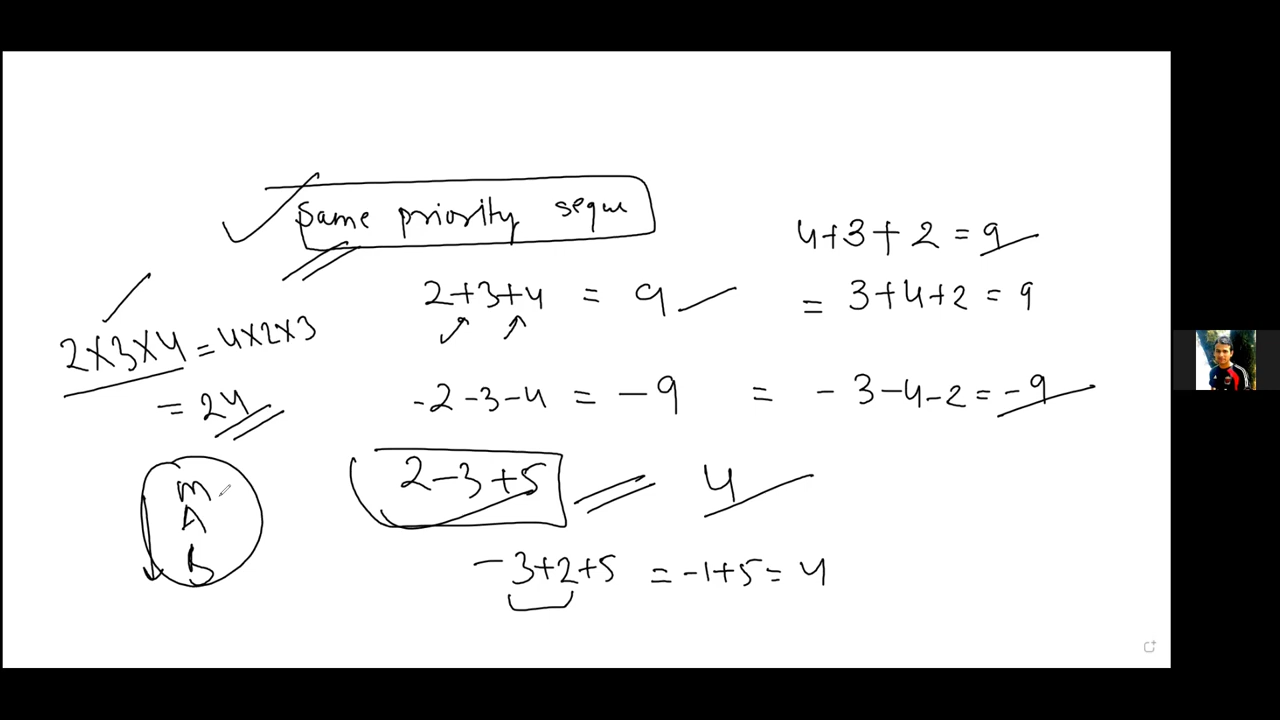 Same priority sequ
4+3+2 = 9
2+3+4 = 9
= 3+4+2 = 9
2×3×4 = 4×2×3
= 24
-2-3-4 = -9 = -3-4-2 = -9
2-3+5 4
M
A
-3+2+5 = -1+5 = 4